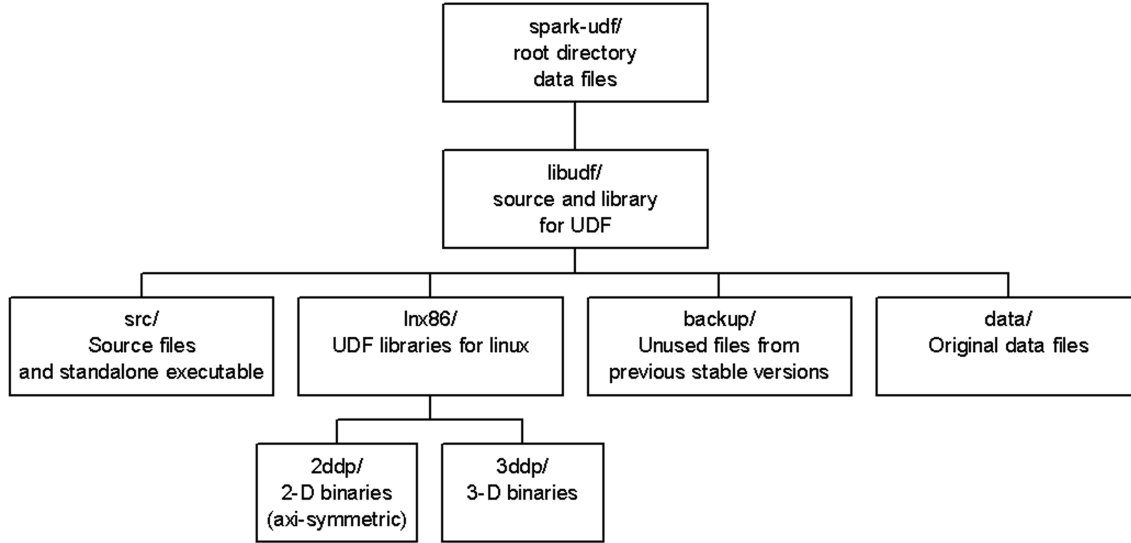 spark-udf/
root directory
data files
libudf/
source and library
for UDF
src/
Source files
and standalone executable
lnx86/
UDF libraries for linux
backup/
Unused files from
previous stable versions
data/
Original data files
2ddp/
2-D binaries
(axi-symmetric)
3ddp/
3-D binaries